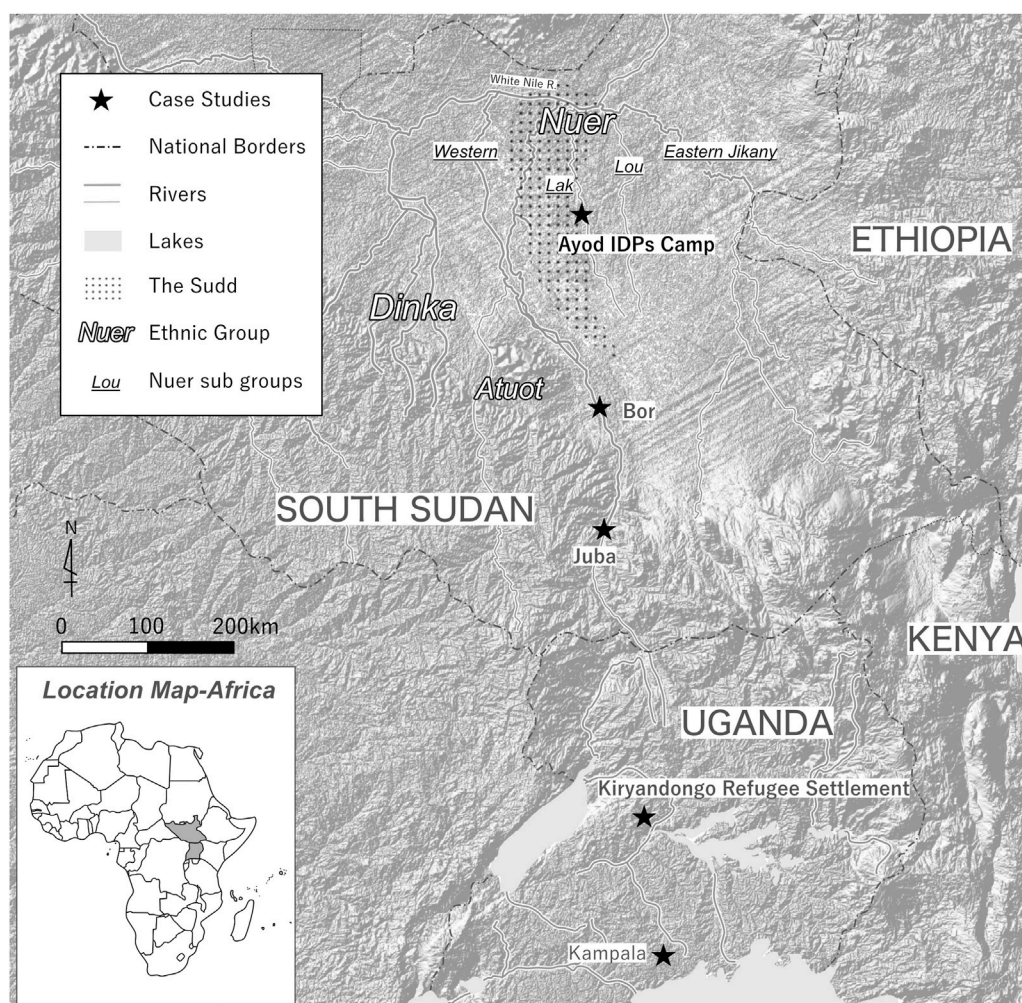 Case Studies
National Borders
Rivers
Lakes
The Sudd
Nuer Ethnic Group
Lou Nuer sub groups
White Nile R.
Nuer
Western
Lou
Eastern Jikany
Lak
Ayod IDPs Camp
ETHIOPIA
Dinka
Atuot
Bor
SOUTH SUDAN
N
Juba
0 100 200km
KENYA
Location Map-Africa
UGANDA
Kiryandongo Refugee Settlement
Kampala